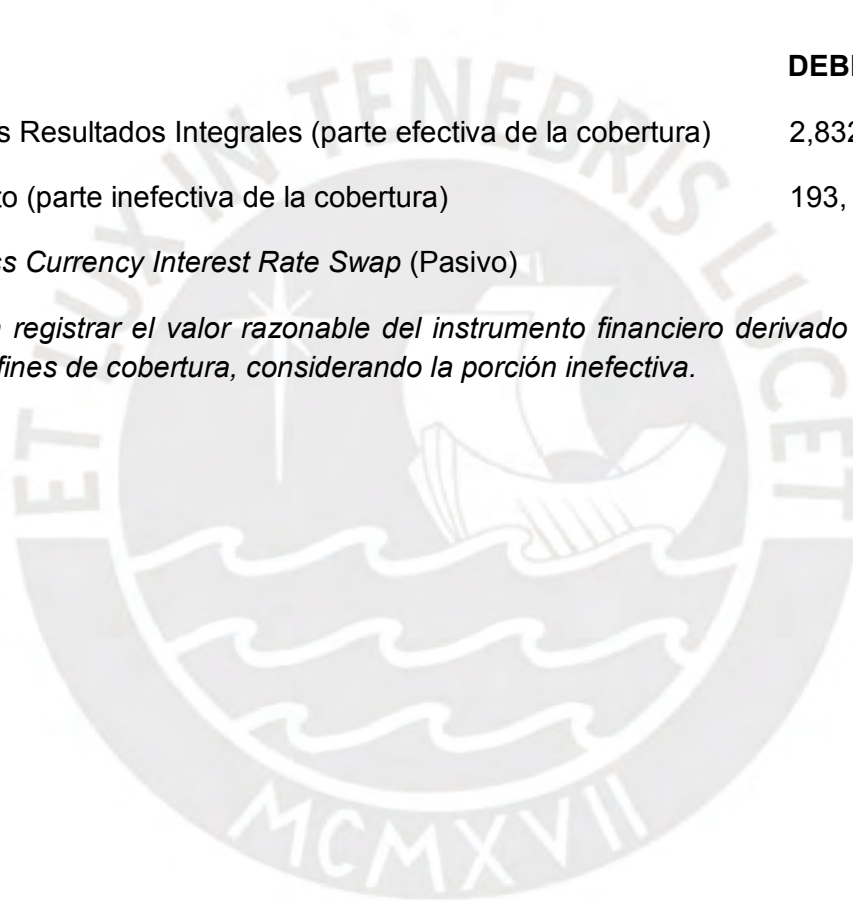 DEBE
s Resultados Integrales (parte efectiva de la cobertura) 2,832
to (parte inefectiva de la cobertura) 193,
ss Currency Interest Rate Swap (Pasivo)
registrar el valor razonable del instrumento financiero derivado
fines de cobertura, considerando la porción inefectiva.
ET LUX IN TENEBRIS LUCET
MCMXVII